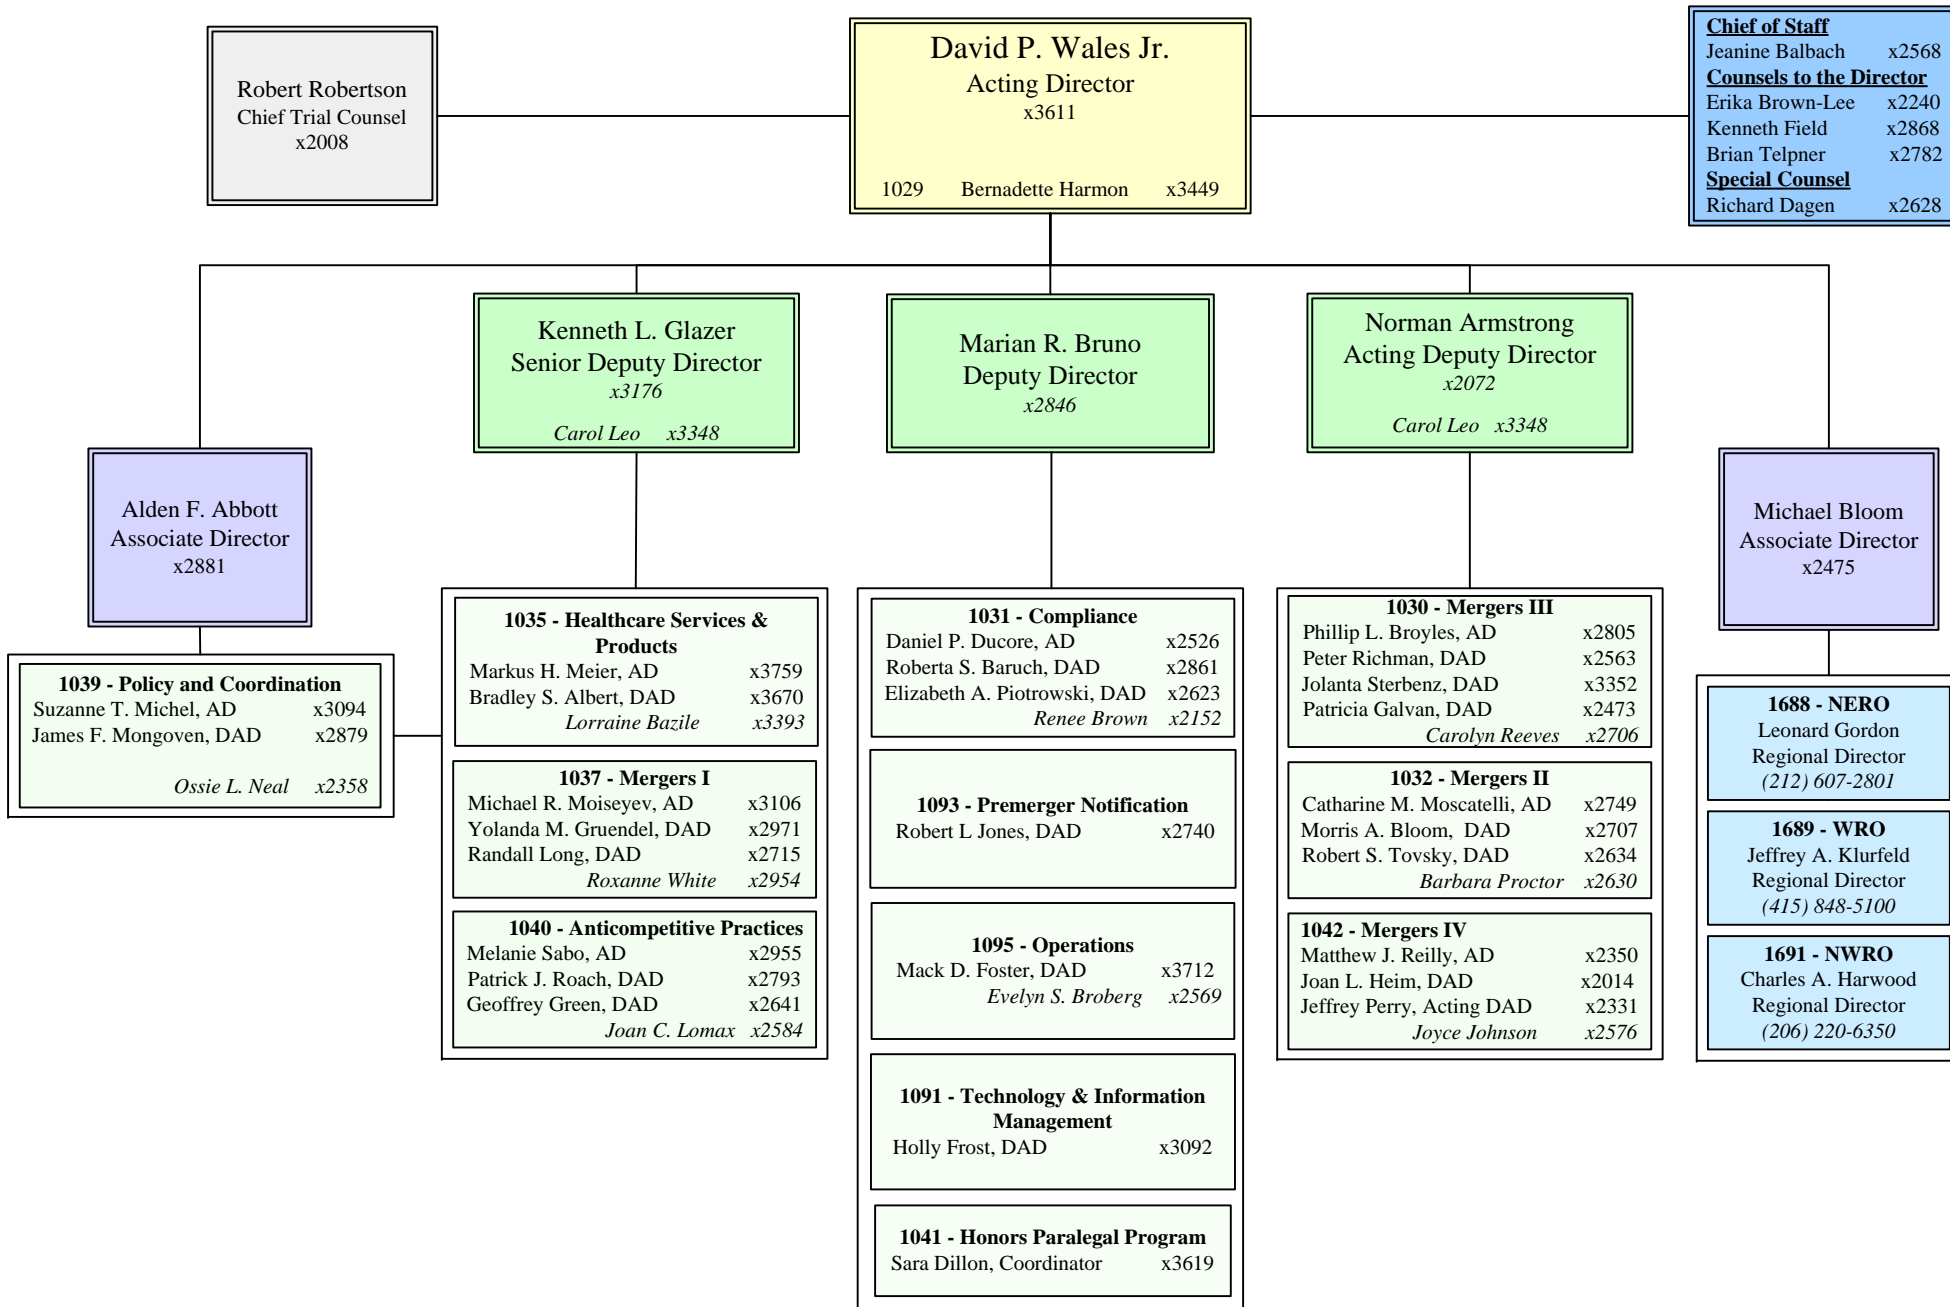 Robert Robertson
Chief Trial Counsel
x2008
David P. Wales Jr.
Acting Director
x3611
1029 Bernadette Harmon x3449
Chief of Staff
Jeanine Balbach x2568
Counsels to the Director
Erika Brown-Lee x2240
Kenneth Field x2868
Brian Telpner x2782
Special Counsel
Richard Dagen x2628
Kenneth L. Glazer
Senior Deputy Director
x3176
Carol Leo x3348
Marian R. Bruno
Deputy Director
x2846
Norman Armstrong
Acting Deputy Director
x2072
Carol Leo x3348
Alden F. Abbott
Associate Director
x2881
Michael Bloom
Associate Director
x2475
1039 - Policy and Coordination
Suzanne T. Michel, AD x3094
James F. Mongoven, DAD x2879
Ossie L. Neal x2358
1035 - Healthcare Services &
Products
Markus H. Meier, AD x3759
Bradley S. Albert, DAD x3670
Lorraine Bazile x3393
1037 - Mergers I
Michael R. Moiseyev, AD x3106
Yolanda M. Gruendel, DAD x2971
Randall Long, DAD x2715
Roxanne White x2954
1040 - Anticompetitive Practices
Melanie Sabo, AD x2955
Patrick J. Roach, DAD x2793
Geoffrey Green, DAD x2641
Joan C. Lomax x2584
1031 - Compliance
Daniel P. Ducore, AD x2526
Roberta S. Baruch, DAD x2861
Elizabeth A. Piotrowski, DAD x2623
Renee Brown x2152
1093 - Premerger Notification
Robert L Jones, DAD x2740
1095 - Operations
Mack D. Foster, DAD x3712
Evelyn S. Broberg x2569
1091 - Technology & Information
Management
Holly Frost, DAD x3092
1041 - Honors Paralegal Program
Sara Dillon, Coordinator x3619
1030 - Mergers III
Phillip L. Broyles, AD x2805
Peter Richman, DAD x2563
Jolanta Sterbenz, DAD x3352
Patricia Galvan, DAD x2473
Carolyn Reeves x2706
1032 - Mergers II
Catharine M. Moscatelli, AD x2749
Morris A. Bloom, DAD x2707
Robert S. Tovsky, DAD x2634
Barbara Proctor x2630
1042 - Mergers IV
Matthew J. Reilly, AD x2350
Joan L. Heim, DAD x2014
Jeffrey Perry, Acting DAD x2331
Joyce Johnson x2576
1688 - NERO
Leonard Gordon
Regional Director
(212) 607-2801
1689 - WRO
Jeffrey A. Klurfeld
Regional Director
(415) 848-5100
1691 - NWRO
Charles A. Harwood
Regional Director
(206) 220-6350